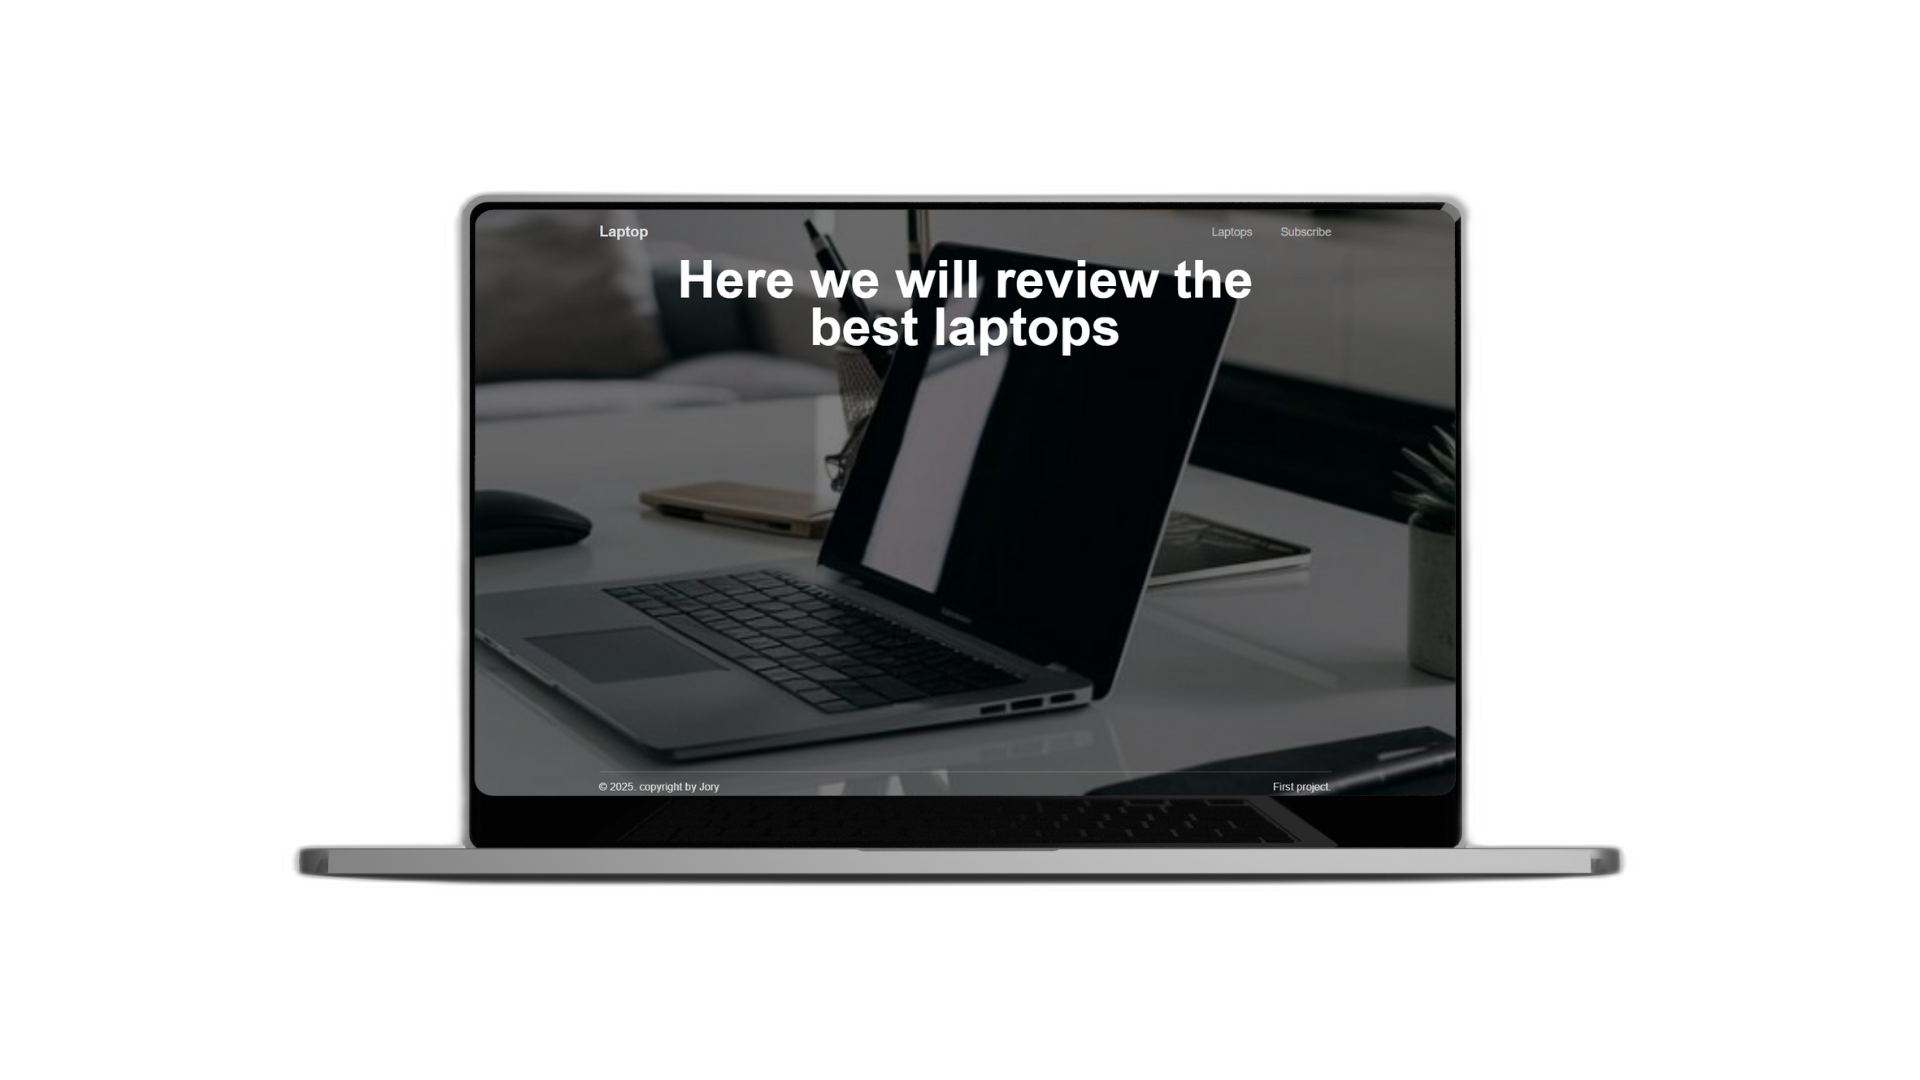 Laptop
Laptops
Subscribe
Here we will review the
best laptops
© 2025. copyright by Jory
First project.